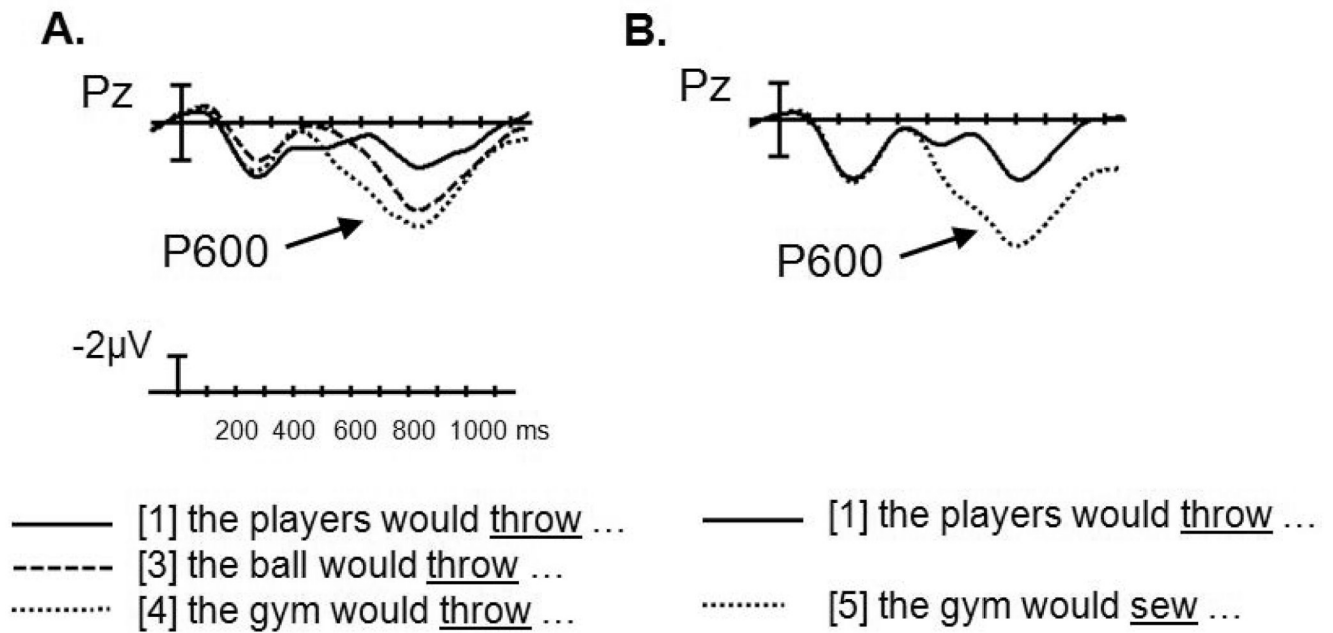 A.
Pz
P600
-2μV
200 400 600 800 1000 ms
[1] the players would throw …
[3] the ball would throw …
[4] the gym would throw …
B.
Pz
P600
[1] the players would throw …
[5] the gym would sew …